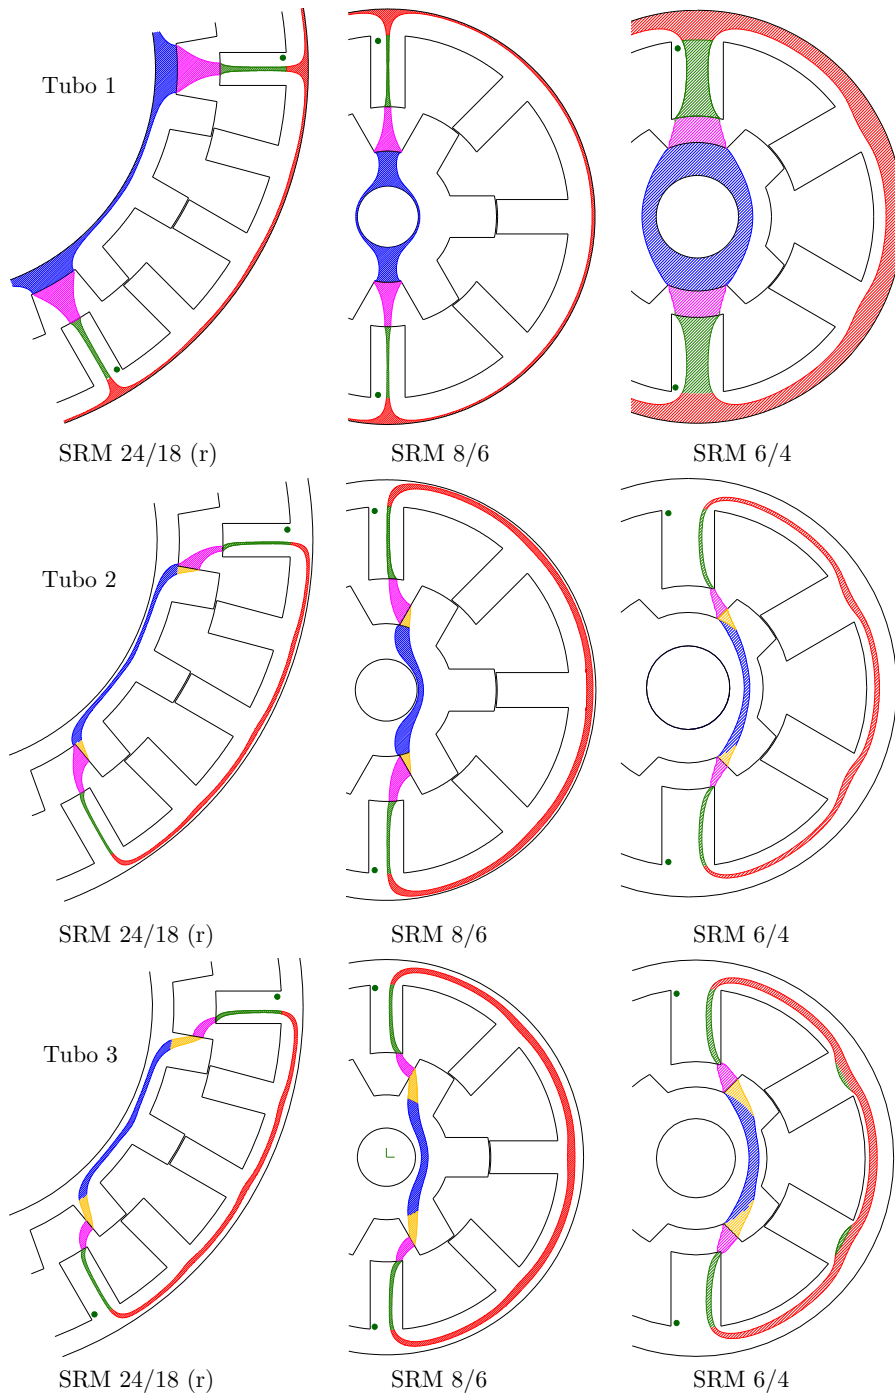 Tubo 1
SRM 24/18 (r) SRM 8/6 SRM 6/4
Tubo 2
SRM 24/18 (r) SRM 8/6 SRM 6/4
Tubo 3
SRM 24/18 (r) SRM 8/6 SRM 6/4